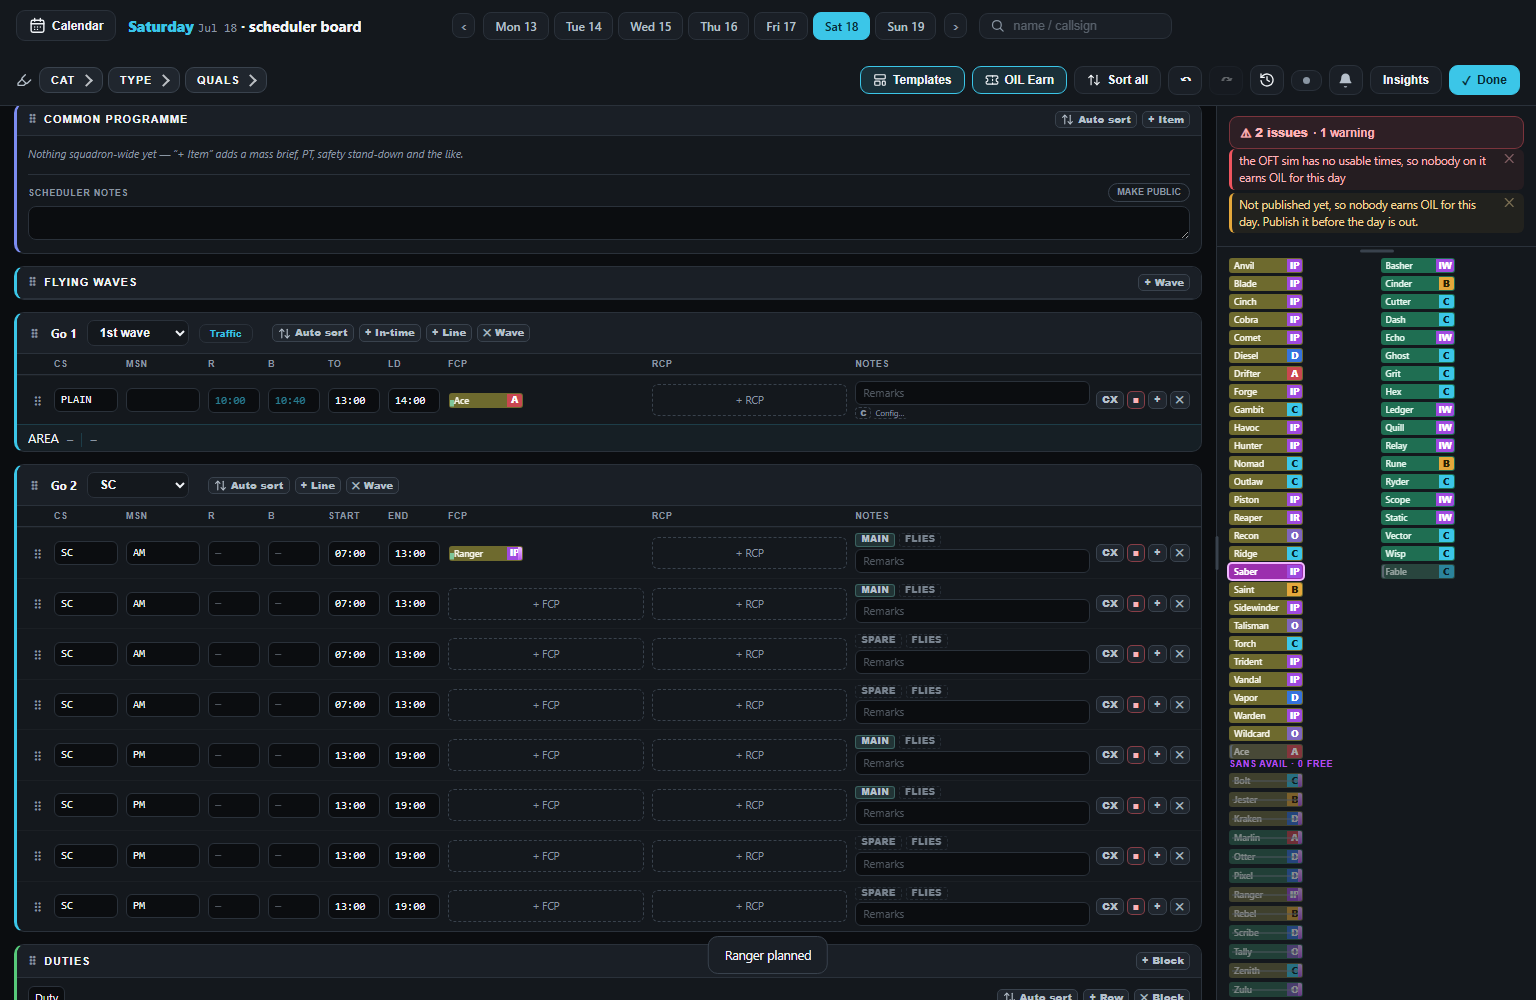 Calendar
Saturday Jul 18 · scheduler board
‹ Mon 13 Tue 14 Wed 15 Thu 16 Fri 17 Sat 18 Sun 19 ›
name / callsign
CAT TYPE QUALS
Templates OIL Earn Sort all Insights ✓ Done
COMMON PROGRAMME
Auto sort + Item
Nothing squadron-wide yet — "+ Item" adds a mass brief, PT, safety stand-down and the like.
SCHEDULER NOTES MAKE PUBLIC
FLYING WAVES + Wave
Go 1 1st wave Traffic Auto sort + In-time + Line × Wave
CS MSN R B TO LD FCP RCP NOTES
PLAIN 10:00 10:40 13:00 14:00 Ace A + RCP Remarks CX ■ + ×
C Config...
AREA – | –
Go 2 SC Auto sort + Line × Wave
CS MSN R B START END FCP RCP NOTES
MAIN FLIES
SC AM – – 07:00 13:00 Ranger IP + RCP Remarks CX ■ + ×
MAIN FLIES
SC AM – – 07:00 13:00 + FCP + RCP Remarks CX ■ + ×
SPARE FLIES
SC AM – – 07:00 13:00 + FCP + RCP Remarks CX ■ + ×
SPARE FLIES
SC AM – – 07:00 13:00 + FCP + RCP Remarks CX ■ + ×
MAIN FLIES
SC PM – – 13:00 19:00 + FCP + RCP Remarks CX ■ + ×
MAIN FLIES
SC PM – – 13:00 19:00 + FCP + RCP Remarks CX ■ + ×
SPARE FLIES
SC PM – – 13:00 19:00 + FCP + RCP Remarks CX ■ + ×
SPARE FLIES
SC PM – – 13:00 19:00 + FCP + RCP Remarks CX ■ + ×
DUTIES + Block
Ranger planned
Duty Auto sort + Row × Block
⚠ 2 issues · 1 warning
the OFT sim has no usable times, so nobody on it
earns OIL for this day
Not published yet, so nobody earns OIL for this
day. Publish it before the day is out.
Anvil IP
Blade IP
Cinch IP
Cobra IP
Comet IP
Diesel D
Drifter A
Forge IP
Gambit C
Havoc IP
Hunter IP
Nomad C
Outlaw C
Piston IP
Reaper IR
Recon O
Ridge C
Saber IP
Saint B
Sidewinder IP
Talisman O
Torch C
Trident IP
Vandal IP
Vapor D
Warden IP
Wildcard O
Ace A
Basher IW
Cinder B
Cutter C
Dash C
Echo IW
Ghost C
Grit C
Hex C
Ledger IW
Quill IW
Relay IW
Rune B
Ryder C
Scope IW
Static IW
Vector C
Wisp C
Fable C
SANS AVAIL · 0 FREE
Bolt C
Jester B
Kraken D
Marlin A
Otter D
Pixel D
Ranger IP
Rebel B
Scribe D
Tally O
Zenith C
Zulu O